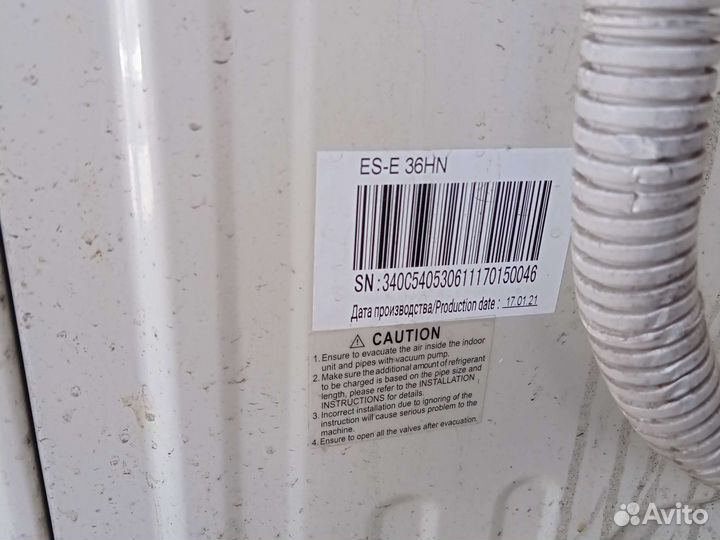 ES-E 36HN
SN:340C54053061117015​0046
Дата производства/Production date : 17.01.21
⚠ CAUTION
1. Ensure to evacuate the air inside the indoor
unit and pipes with vacuum pump.
2. Make sure the additional amount of refrigerant
to be charged is based on the pipe size and
length, please refer to the INSTALLATION
INSTRUCTIONS for details.
3. Incorrect installation due to ignoring of the
instruction will cause serious problem to the
machine.
4. Ensure to open all the valves after evacuation.
Avito